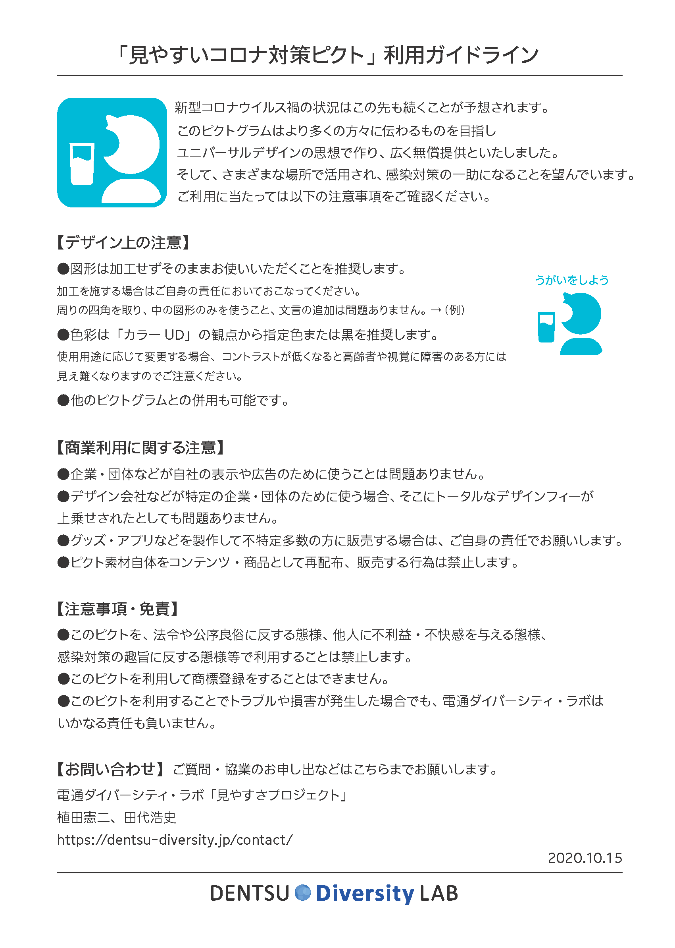 「見やすいコロナ対策ピクト」利用ガイドライン
新型コロナウイルス禍の状況はこの先も続くことが予想されます。
このピクトグラムはより多くの方々に伝わるものを目指し
ユニバーサルデザインの思想で作り、広く無償提供といたしました。
そして、さまざまな場所で活用され、感染対策の一助になることを望んでいます。
ご利用に当たっては以下の注意事項をご確認ください。
【デザイン上の注意】
●図形は加工せずそのままお使いいただくことを推奨します。
加工を施する場合はご自身の責任においておこなってください。
周りの四角を取り、中の図形のみを使うこと、文言の追加は問題ありません。→（例）
うがいをしよう
●色彩は「カラーUD」の観点から指定色または黒を推奨します。
使用用途に応じて変更する場合、コントラストが低くなると高齢者や視覚に障害のある方には
見え難くなりますのでご注意ください。
●他のピクトグラムとの併用も可能です。
【商業利用に関する注意】
●企業・団体などが自社の表示や広告のために使うことは問題ありません。
●デザイン会社などが特定の企業・団体のために使う場合、そこにトータルなデザインフィーが
上乗せされたとしても問題ありません。
●グッズ・アプリなどを製作して不特定多数の方に販売する場合は、ご自身の責任でお願いします。
●ピクト素材自体をコンテンツ・商品として再配布、販売する行為は禁止します。
【注意事項・免責】
●このピクトを、法令や公序良俗に反する態様、他人に不利益・不快感を与える態様、
感染対策の趣旨に反する態様等で利用することは禁止します。
●このピクトを利用して商標登録をすることはできません。
●このピクトを利用することでトラブルや損害が発生した場合でも、電通ダイバーシティ・ラボは
いかなる責任も負いません。
【お問い合わせ】ご質問・協業のお申し出などはこちらまでお願いします。
電通ダイバーシティ・ラボ「見やすさプロジェクト」
植田憲二、田代浩史
https://dentsu-diversity.jp/contact/
2020.10.15
DENTSU Diversity LAB